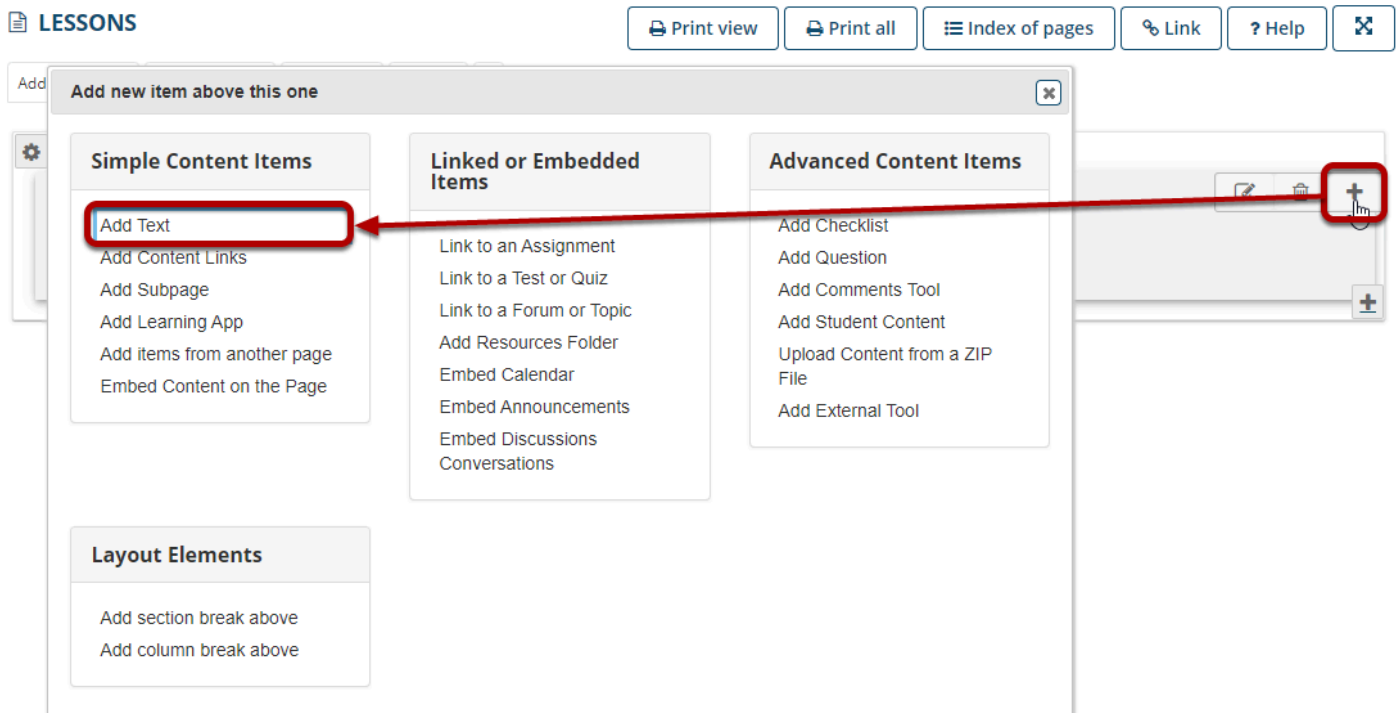 LESSONS
Print view
Print all
Index of pages
Link
? Help
Add
Add new item above this one
Simple Content Items
Add Text
Add Content Links
Add Subpage
Add Learning App
Add items from another page
Embed Content on the Page
Linked or Embedded
Items
Link to an Assignment
Link to a Test or Quiz
Link to a Forum or Topic
Add Resources Folder
Embed Calendar
Embed Announcements
Embed Discussions
Conversations
Advanced Content Items
Add Checklist
Add Question
Add Comments Tool
Add Student Content
Upload Content from a ZIP
File
Add External Tool
Layout Elements
Add section break above
Add column break above